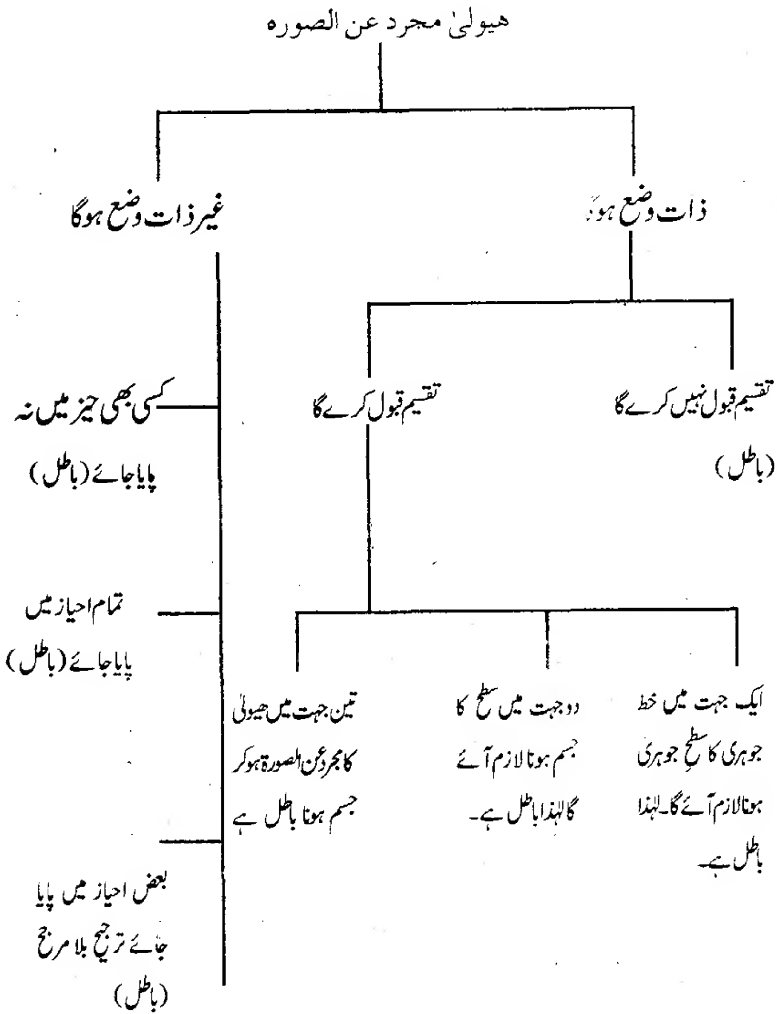 ھیولیٰ مجرد عن الصورہ
ذات وضع ہوگا
غیر ذات وضع ہوگا
تقسیم قبول نہیں کرے گا
(باطل)
تقسیم قبول کرے گا
ایک جہت میں خط
جوہری کا سطح جوہری
ہونا لازم آئے گا۔ لہٰذا
باطل ہے۔
دو جہت میں سطح کا
جسم ہونا لازم آئے
گا لہٰذا باطل ہے۔
تین جہت میں ھیولیٰ
کا مجرد عن الصورۃ ہوکر
جسم ہونا باطل ہے
کسی بھی حیز میں نہ
پایا جائے (باطل)
تمام احیاز میں
پایا جائے (باطل)
بعض احیاز میں پایا
جائے ترجیح بلا مرجح
(باطل)